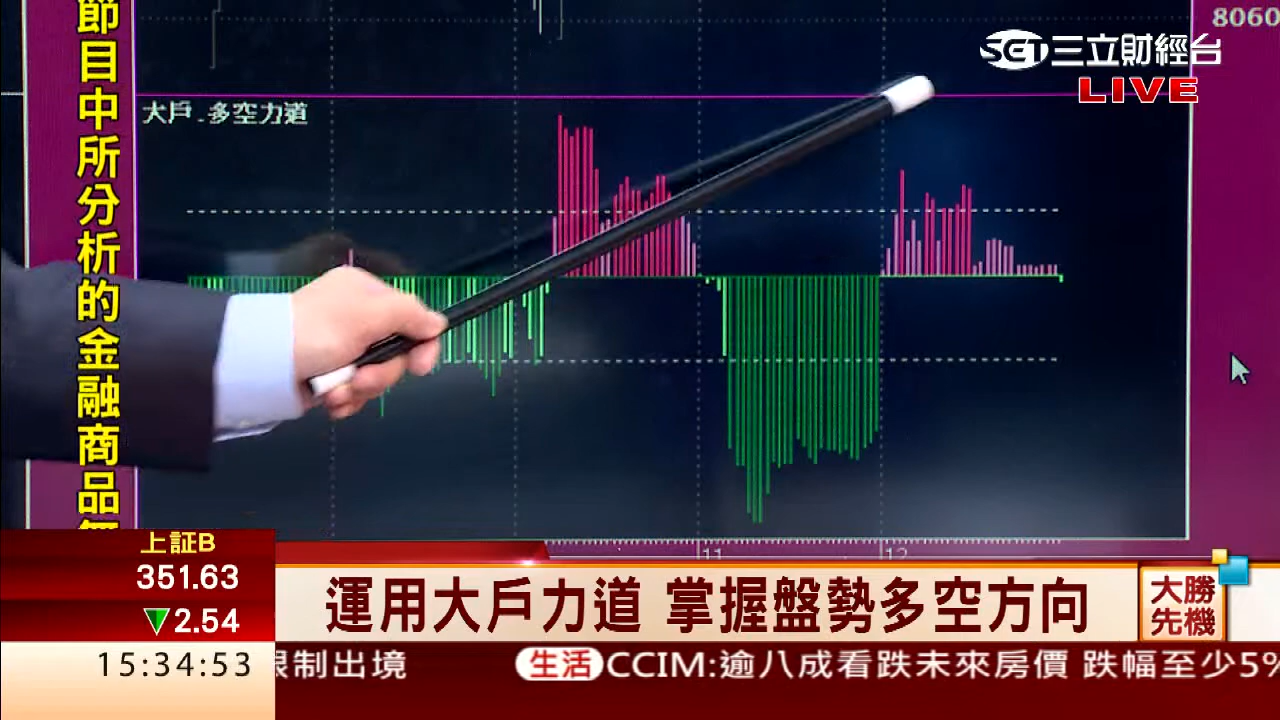 節目中所分析的金融商品
8060
SET三立財經台
LIVE
大戶-多空力道
11
12
上証B
351.63
▼2.54
運用大戶力道 掌握盤勢多空方向
大勝
先機
15:34:53
限制出境
生活 CCIM:逾八成看跌未來房價 跌幅至少5%